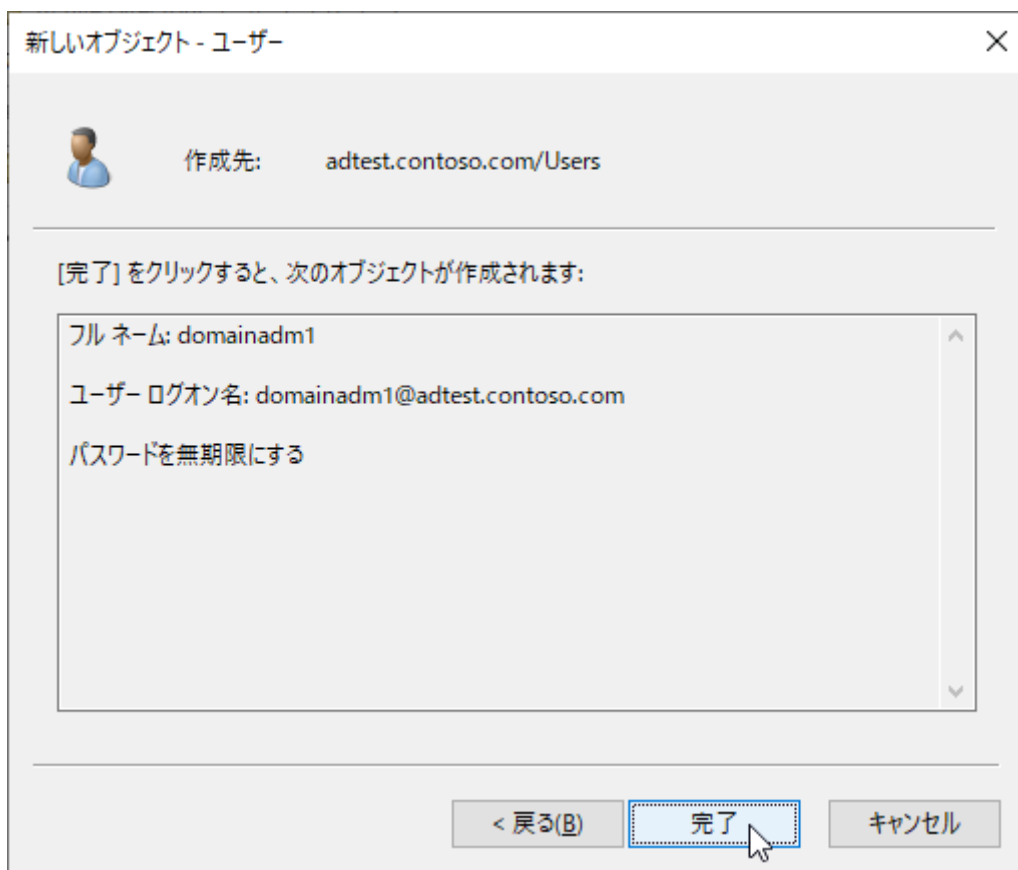 新しいオブジェクト - ユーザー
作成先: adtest.contoso.com/Users
[完了] をクリックすると、次のオブジェクトが作成されます:
フル ネーム: domainadm1
ユーザー ログオン名: domainadm1@adtest.contoso.com
パスワードを無期限にする
< 戻る(B) 完了 キャンセル